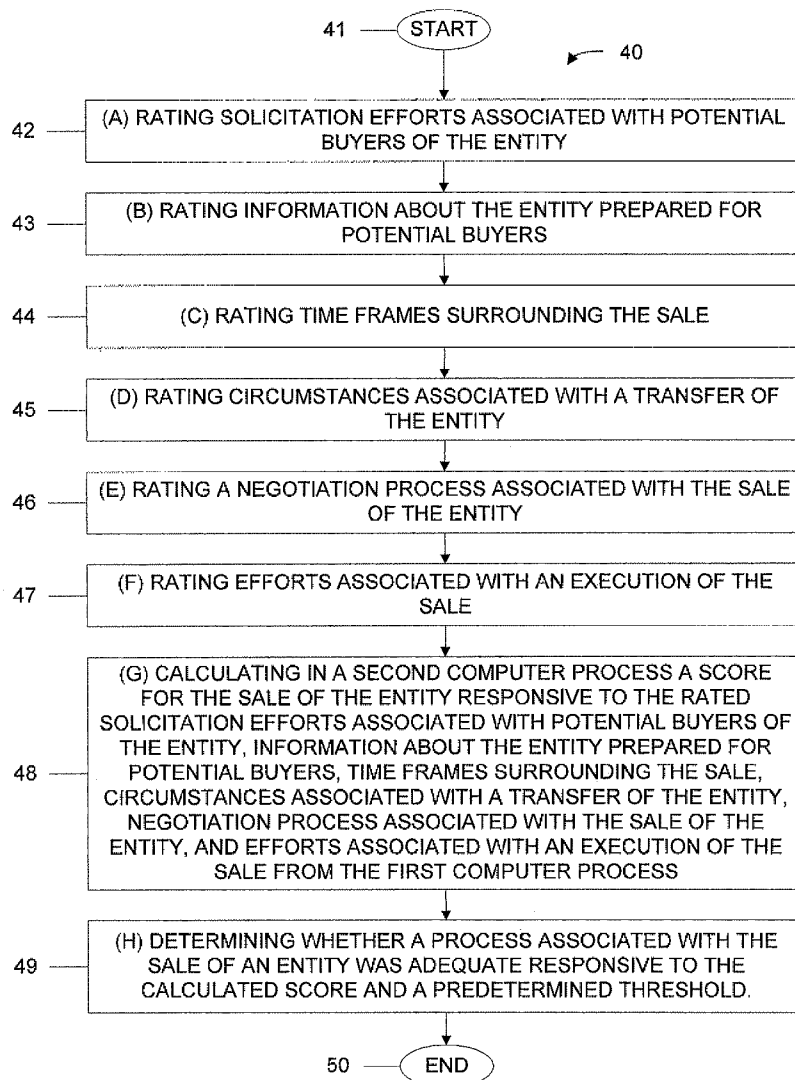 41 START
40
42 (A) RATING SOLICITATION EFFORTS ASSOCIATED WITH POTENTIAL
BUYERS OF THE ENTITY
43 (B) RATING INFORMATION ABOUT THE ENTITY PREPARED FOR
POTENTIAL BUYERS
44 (C) RATING TIME FRAMES SURROUNDING THE SALE
45 (D) RATING CIRCUMSTANCES ASSOCIATED WITH A TRANSFER OF
THE ENTITY
46 (E) RATING A NEGOTIATION PROCESS ASSOCIATED WITH THE SALE
OF THE ENTITY
47 (F) RATING EFFORTS ASSOCIATED WITH AN EXECUTION OF THE
SALE
(G) CALCULATING IN A SECOND COMPUTER PROCESS A SCORE
FOR THE SALE OF THE ENTITY RESPONSIVE TO THE RATED
SOLICITATION EFFORTS ASSOCIATED WITH POTENTIAL BUYERS OF
THE ENTITY, INFORMATION ABOUT THE ENTITY PREPARED FOR
48 POTENTIAL BUYERS, TIME FRAMES SURROUNDING THE SALE,
CIRCUMSTANCES ASSOCIATED WITH A TRANSFER OF THE ENTITY,
NEGOTIATION PROCESS ASSOCIATED WITH THE SALE OF THE
ENTITY, AND EFFORTS ASSOCIATED WITH AN EXECUTION OF THE
SALE FROM THE FIRST COMPUTER PROCESS
(H) DETERMINING WHETHER A PROCESS ASSOCIATED WITH THE
49 SALE OF AN ENTITY WAS ADEQUATE RESPONSIVE TO THE
CALCULATED SCORE AND A PREDETERMINED THRESHOLD.
50 END